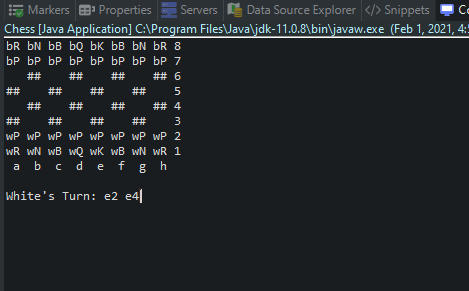 Markers Properties Servers Data Source Explorer Snippets Co
Chess [Java Application] C:\Program Files\Java\jdk-11.0.8\bin\javaw.exe (Feb 1, 2021, 4:5
bR bN bB bQ bK bB bN bR 8
bP bP bP bP bP bP bP bP 7
   ##    ##    ##    ## 6
##    ##    ##    ##    5
   ##    ##    ##    ## 4
##    ##    ##    ##    3
wP wP wP wP wP wP wP wP 2
wR wN wB wQ wK wB wN wR 1
 a  b  c  d  e  f  g  h
White's Turn: e2 e4